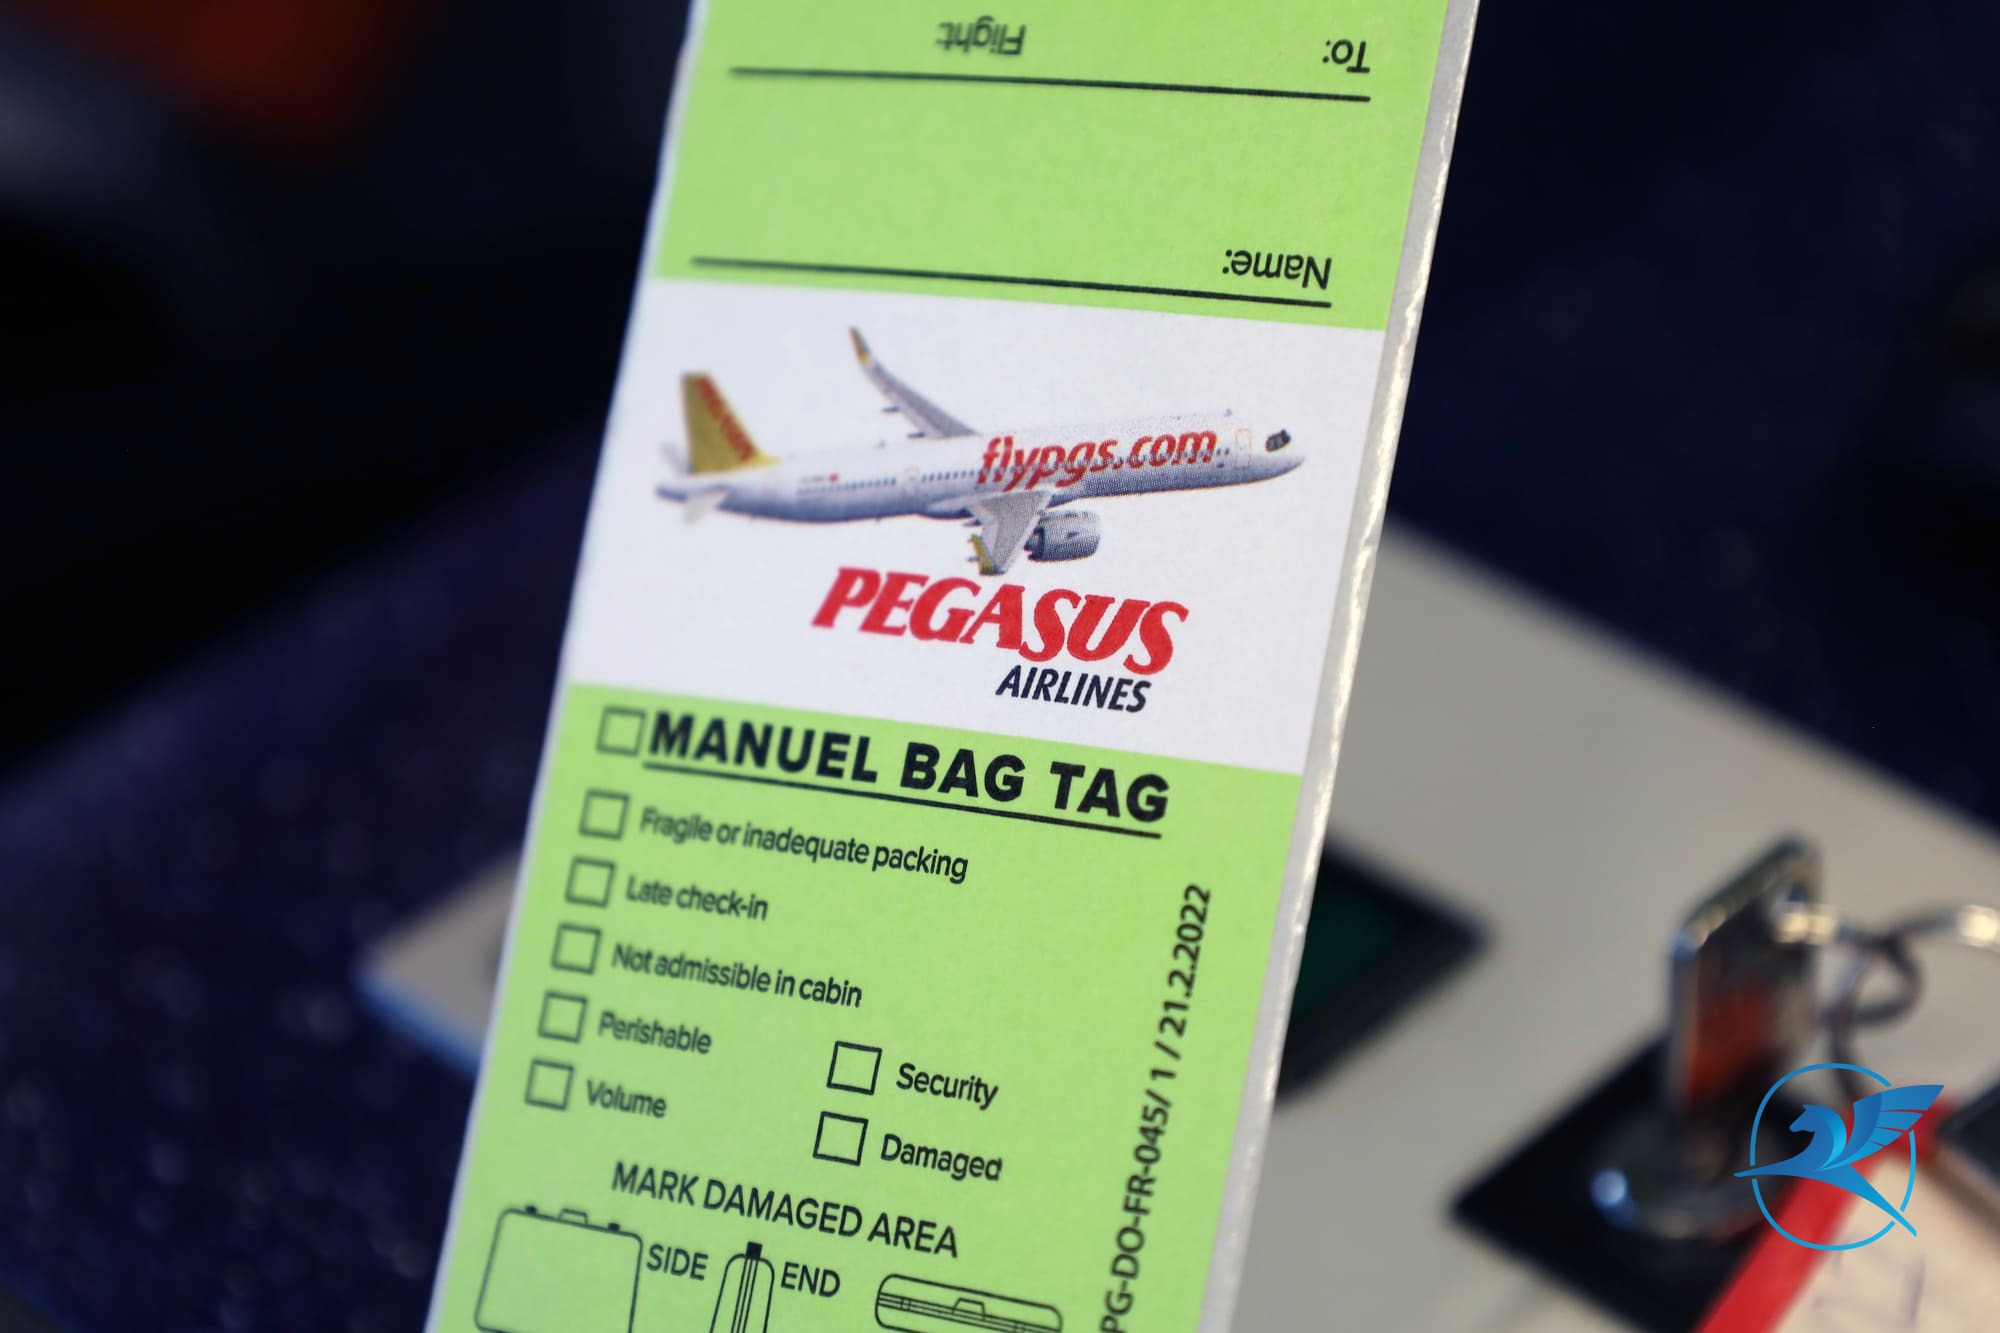 To: Flight:
Name:
flypgs.com
PEGASUS
AIRLINES
MANUEL BAG TAG
Fragile or inadequate packing
Late check-in
Not admissible in cabin
Perishable
Volume
Security
Damaged
MARK DAMAGED AREA
SIDE
END
PG-DO-FR-045/ 1 / 21.2.2022